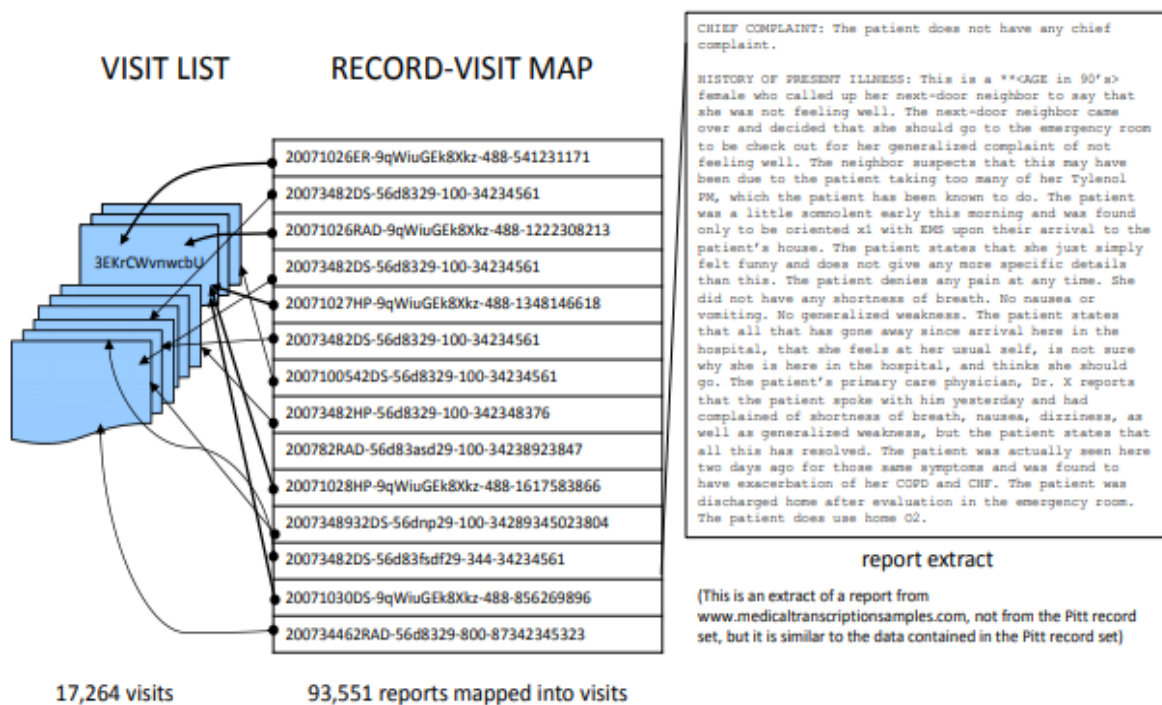 VISIT LIST
RECORD-VISIT MAP
3EKrCWvnwcbU
20071026ER-9qWiuGEk8Xkz-488-541231171
20073482DS-56d8329-100-34234561
20071026RAD-9qWiuGEk8Xkz-488-1222308213
20073482DS-56d8329-100-34234561
20071027HP-9qWiuGEk8Xkz-488-1348146618
20073482DS-56d8329-100-34234561
2007100542DS-56d8329-100-34234561
20073482HP-56d8329-100-342348376
200782RAD-56d83asd29-100-34238923847
20071028HP-9qWiuGEk8Xkz-488-1617583866
2007348932DS-56dnp29-100-34289345023804
20073482DS-56d83fsdf29-344-34234561
20071030DS-9qWiuGEk8Xkz-488-856269896
200734462RAD-56d8329-800-87342345323
17,264 visits
93,551 reports mapped into visits
CHIEF COMPLAINT: The patient does not have any chief
complaint.
HISTORY OF PRESENT ILLNESS: This is a **<AGE in 90's>
female who called up her next-door neighbor to say that
she was not feeling well. The next-door neighbor came
over and decided that she should go to the emergency room
to be check out for her generalized complaint of not
feeling well. The neighbor suspects that this may have
been due to the patient taking too many of her Tylenol
PM, which the patient has been known to do. The patient
was a little somnolent early this morning and was found
only to be oriented x1 with EMS upon their arrival to the
patient's house. The patient states that she just simply
felt funny and does not give any more specific details
than this. The patient denies any pain at any time. She
did not have any shortness of breath. No nausea or
vomiting. No generalized weakness. The patient states
that all that has gone away since arrival here in the
hospital, that she feels at her usual self, is not sure
why she is here in the hospital, and thinks she should
go. The patient's primary care physician, Dr. X reports
that the patient spoke with him yesterday and had
complained of shortness of breath, nausea, dizziness, as
well as generalized weakness, but the patient states that
all this has resolved. The patient was actually seen here
two days ago for those same symptoms and was found to
have exacerbation of her COPD and CHF. The patient was
discharged home after evaluation in the emergency room.
The patient does use home O2.
report extract
(This is an extract of a report from
www.medicaltranscriptionsamples.com, not from the Pitt record
set, but it is similar to the data contained in the Pitt record set)